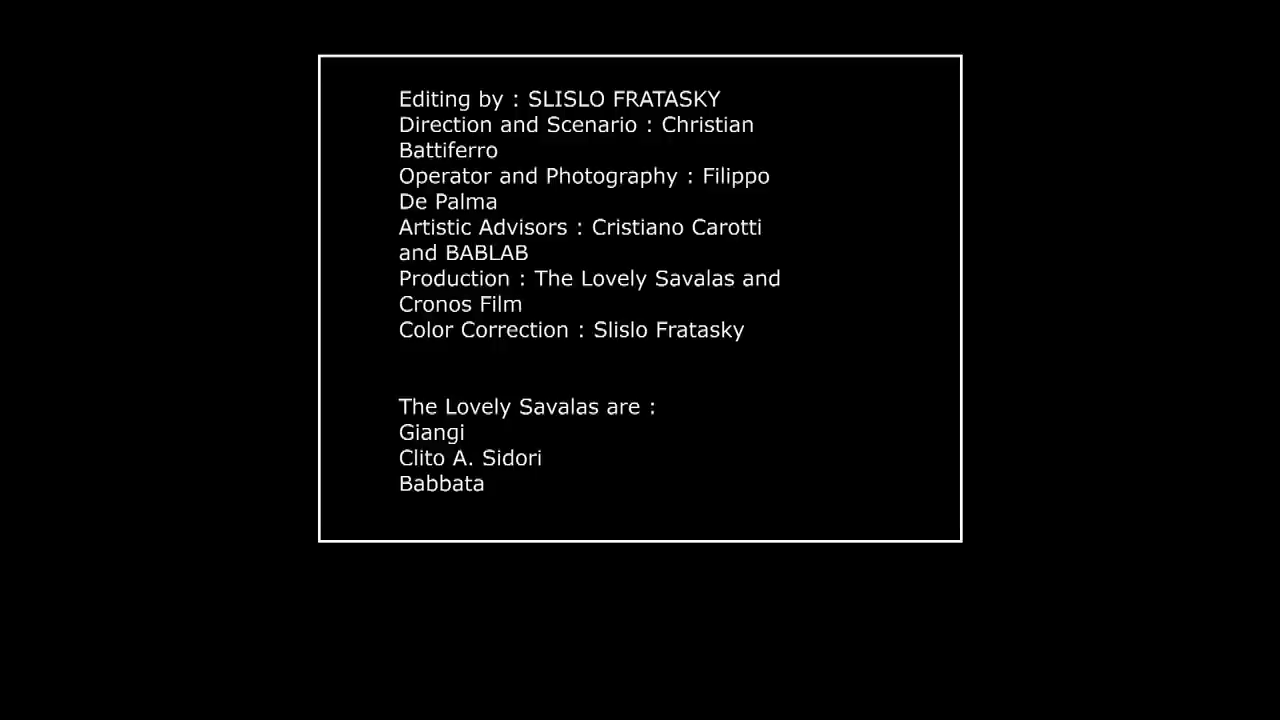 Editing by : SLISLO FRATASKY
Direction and Scenario : Christian
Battiferro
Operator and Photography : Filippo
De Palma
Artistic Advisors : Cristiano Carotti
and BABLAB
Production : The Lovely Savalas and
Cronos Film
Color Correction : Slislo Fratasky
The Lovely Savalas are :
Giangi
Clito A. Sidori
Babbata